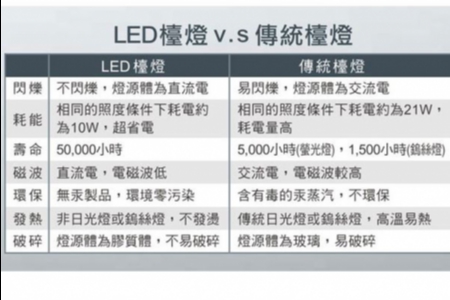 LED檯燈 v.s 傳統檯燈
LED檯燈 傳統檯燈
閃爍 不閃爍，燈源體為直流電 易閃爍，燈源體為交流電
耗能 相同的照度條件下耗電約為10W，超省電 相同的照度條件下耗電約為21W，耗電量高
壽命 50,000小時 5,000小時(螢光燈)，1,500小時(鎢絲燈)
磁波 直流電，電磁波低 交流電，電磁波較高
環保 無汞製品，環境零污染 含有毒的汞蒸汽，不環保
發熱 非日光燈或鎢絲燈，不發燙 傳統日光燈或鎢絲燈，高溫易熱
破碎 燈源體為膠質體，不易破碎 燈源體為玻璃，易破碎